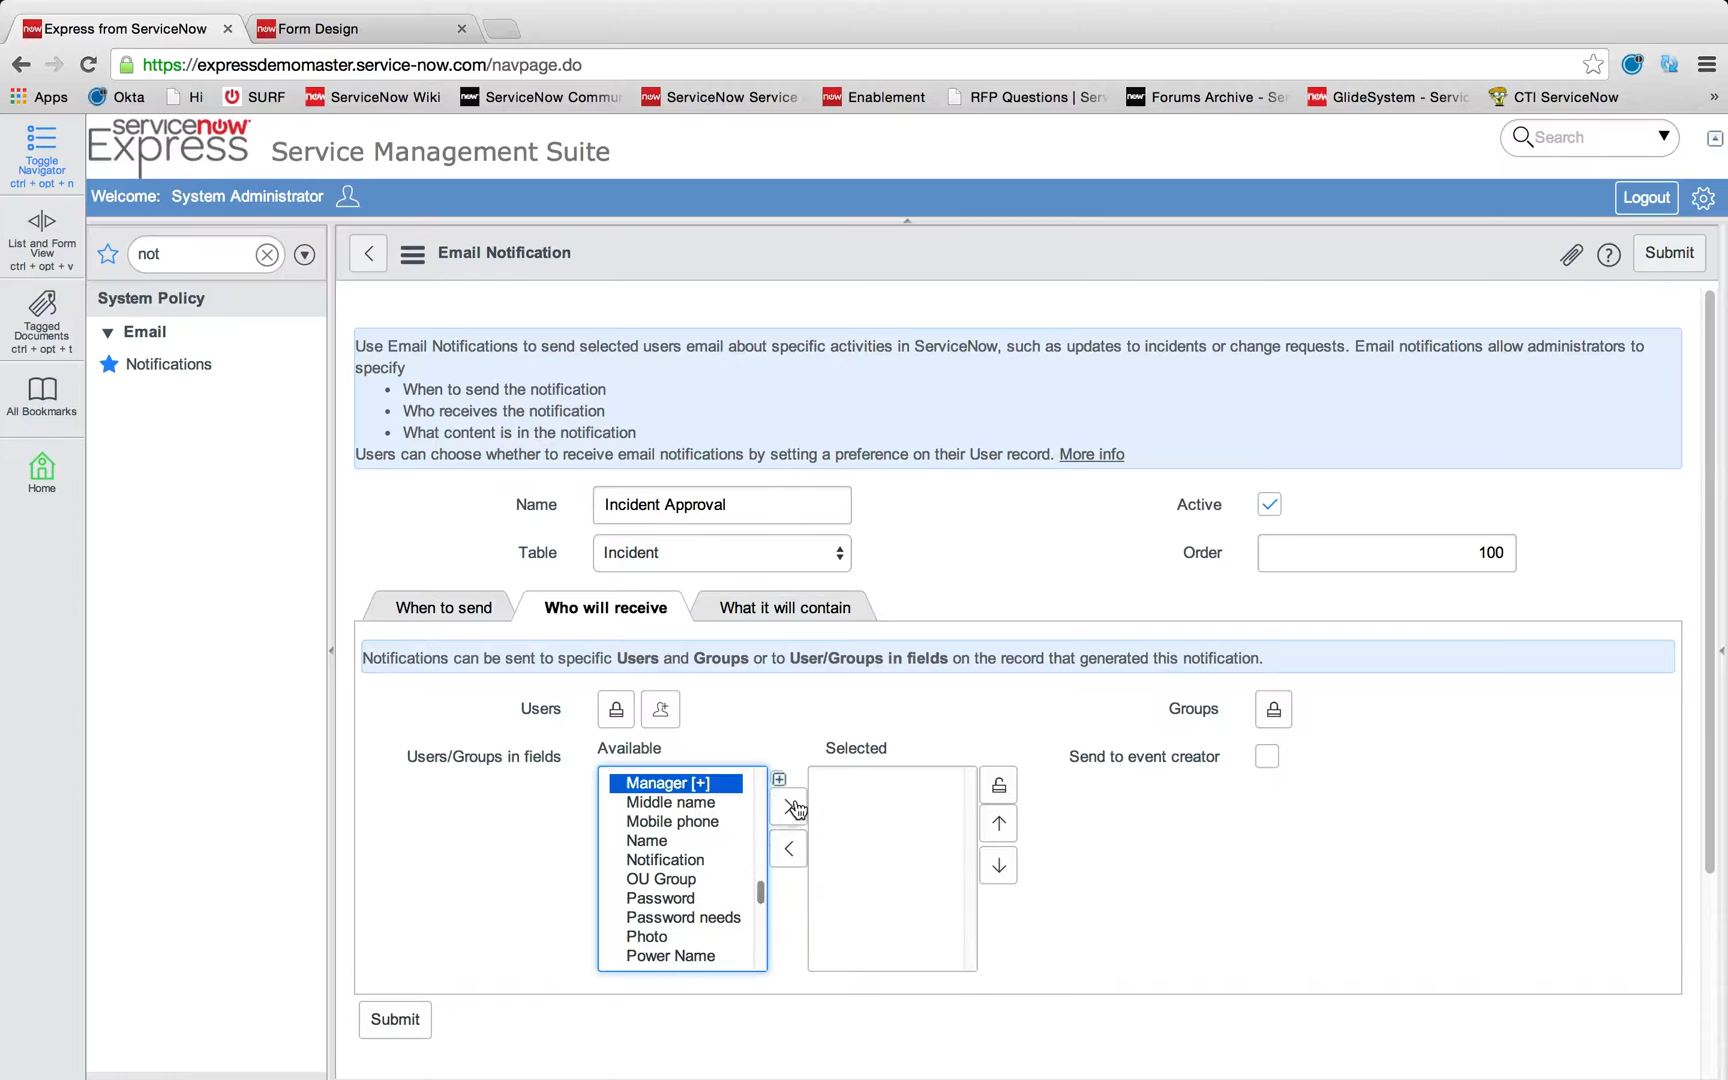 now Express from ServiceNow
now Form Design
https://expressdemomaster.service-now.com/navpage.do
Apps Okta Hi SURF now ServiceNow Wiki now ServiceNow Commun now ServiceNow Service now Enablement RFP Questions | Serv now Forums Archive - Se now GlideSystem - Servic CTI ServiceNow »
Toggle
Navigator
ctrl + opt + n
servicenow
Express
Service Management Suite
Search
Welcome: System Administrator
Logout
List and Form
View
ctrl + opt + v
not
Email Notification
Submit
System Policy
Email
Notifications
Tagged
Documents
ctrl + opt + t
All Bookmarks
Home
Use Email Notifications to send selected users email about specific activities in ServiceNow, such as updates to incidents or change requests. Email notifications allow administrators to
specify
• When to send the notification
• Who receives the notification
• What content is in the notification
Users can choose whether to receive email notifications by setting a preference on their User record. More info
Name Incident Approval
Active
Table Incident
Order 100
When to send
Who will receive
What it will contain
Notifications can be sent to specific Users and Groups or to User/Groups in fields on the record that generated this notification.
Users
Groups
Users/Groups in fields
Available
Selected
Send to event creator
Manager [+]
Middle name
Mobile phone
Name
Notification
OU Group
Password
Password needs
Photo
Power Name
Submit